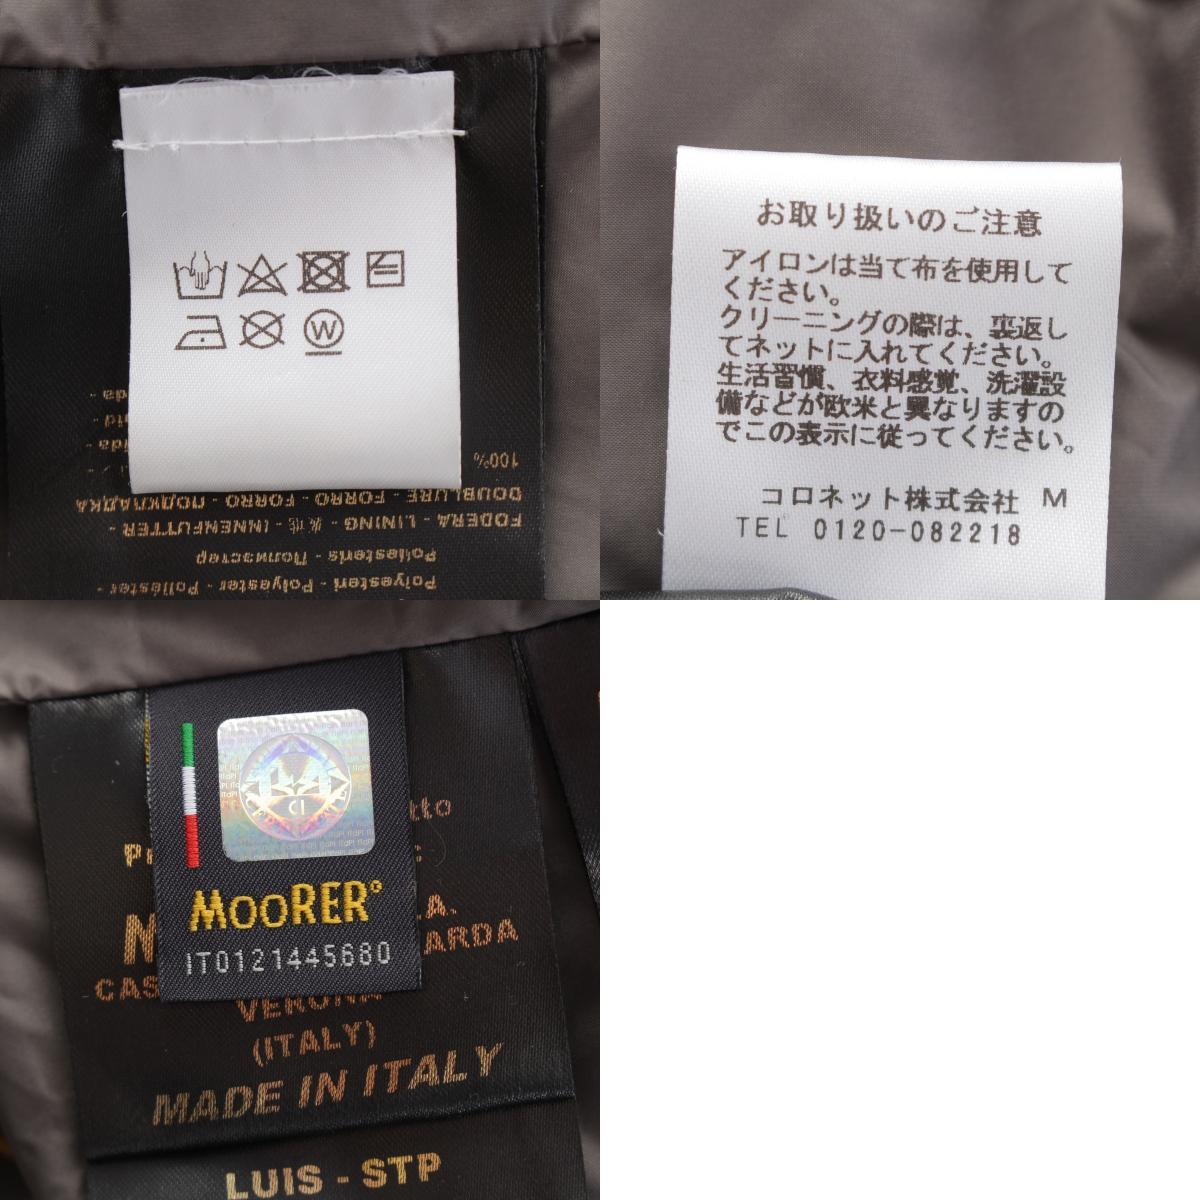 W
100%
DOUBLURE - FORRO - FORRO - ПОДКЛАДКА
FODERA - LINING - INNENFUTTER -
Poliesteris - Полиэстер
Polyesteri - Polyester - Poliéster -
お取り扱いのご注意
アイロンは当て布を使用して
ください。
クリーニングの際は、裏返し
てネットに入れてください。
生活習慣、衣料感覚、洗濯設
備などが欧米と異なりますの
でこの表示に従ってください。
コロネット株式会社 M
TEL 0120-082218
CI
MOORER
IT0121445680
VERONA
(ITALY)
MADE IN ITALY
LUIS - STP